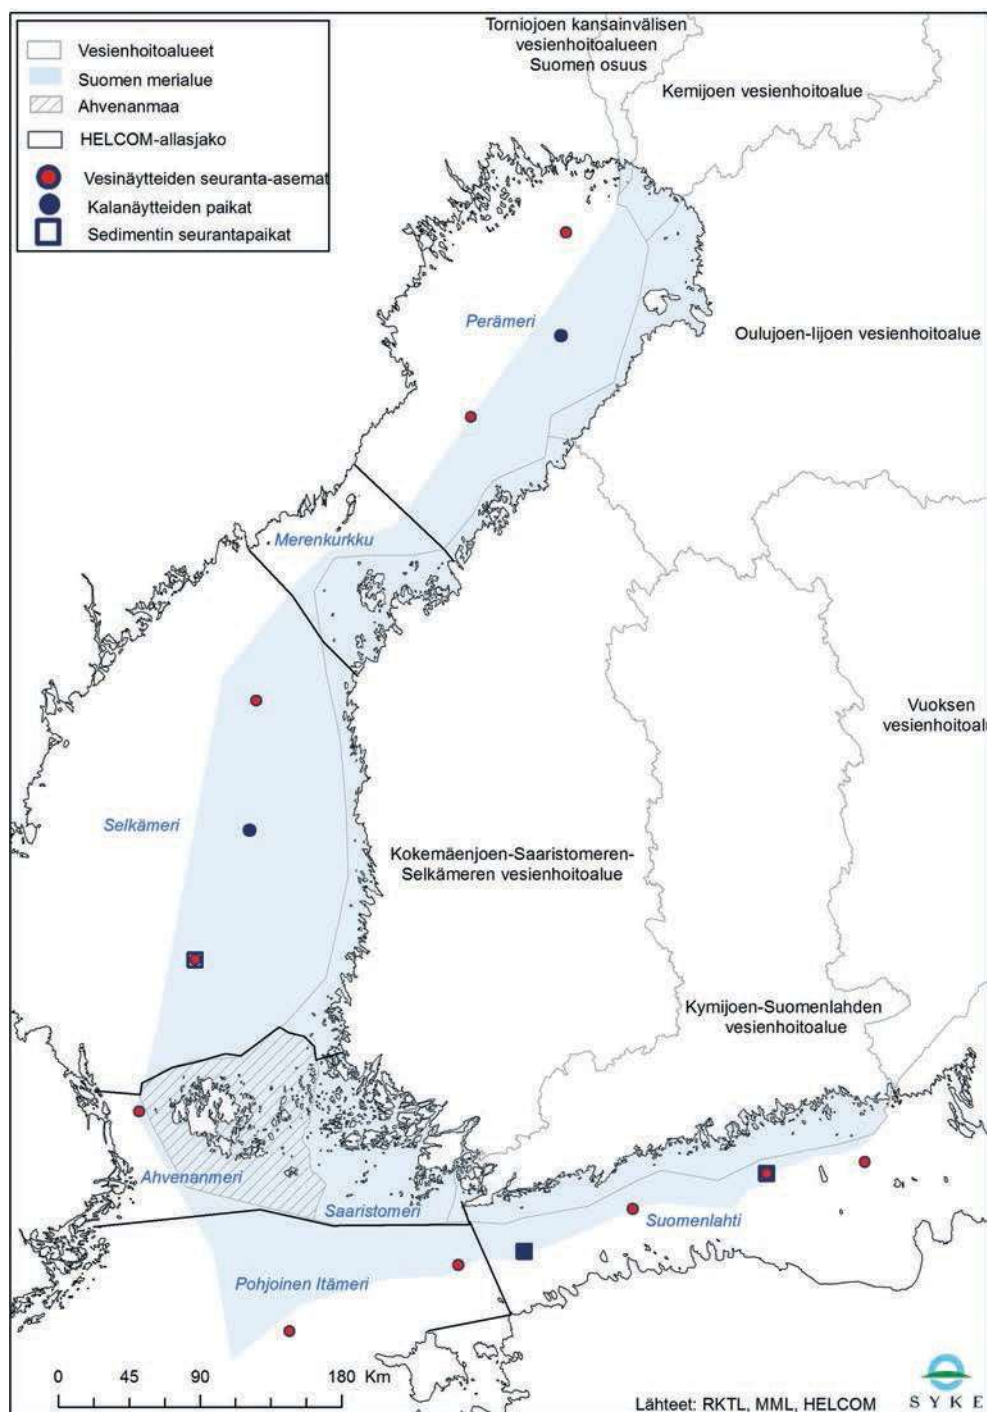 Vesienhoitoalueet
Suomen merialue
Ahvenanmaa
HELCOM-allasjako
Vesinäytteiden seuranta-asemat
Kalanäytteiden paikat
Sedimentin seurantapaikat
Torniojoen kansainvälisen
vesienhoitoalueen
Suomen osuus
Kemijoen vesienhoitoalue
Perämeri
Oulujoen-Iijoen vesienhoitoalue
Merenkurkku
Vuoksen
vesienhoitoalu
Selkämeri
Kokemäenjoen-Saaristomeren-
Selkämeren vesienhoitoalue
Kymijoen-Suomenlahden
vesienhoitoalue
Ahvenanmeri
Saaristomeri
Suomenlahti
Pohjoinen Itämeri
0 45 90 180 Km
Lähteet: RKTL, MML, HELCOM
SYKE